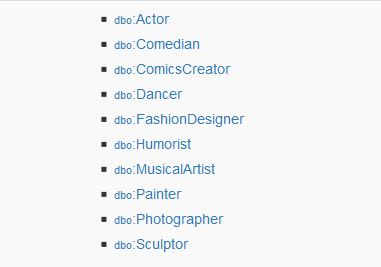 dbo:Actor
dbo:Comedian
dbo:ComicsCreator
dbo:Dancer
dbo:FashionDesigner
dbo:Humorist
dbo:MusicalArtist
dbo:Painter
dbo:Photographer
dbo:Sculptor